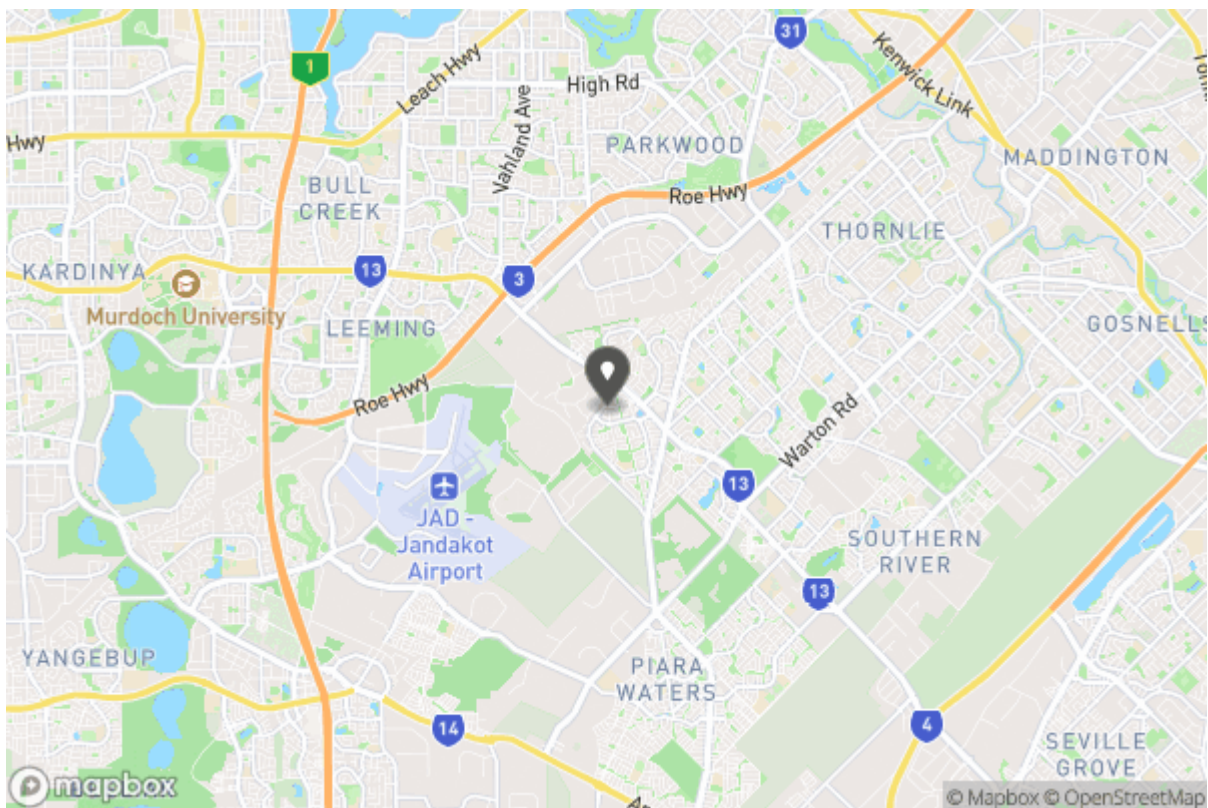 31
1
Kenwick Link
Leach Hwy
High Rd
Hwy
Vahland Ave
PARKWOOD
MADDINGTON
BULL
CREEK
Roe Hwy
THORNLIE
KARDINYA
13
3
Murdoch University
LEEMING
GOSNELLS
Roe Hwy
Warton Rd
13
JAD -
Jandakot
Airport
SOUTHERN
RIVER
13
YANGEBUP
PIARA
WATERS
14
4
SEVILLE
GROVE
mapbox
© Mapbox © OpenStreetMap